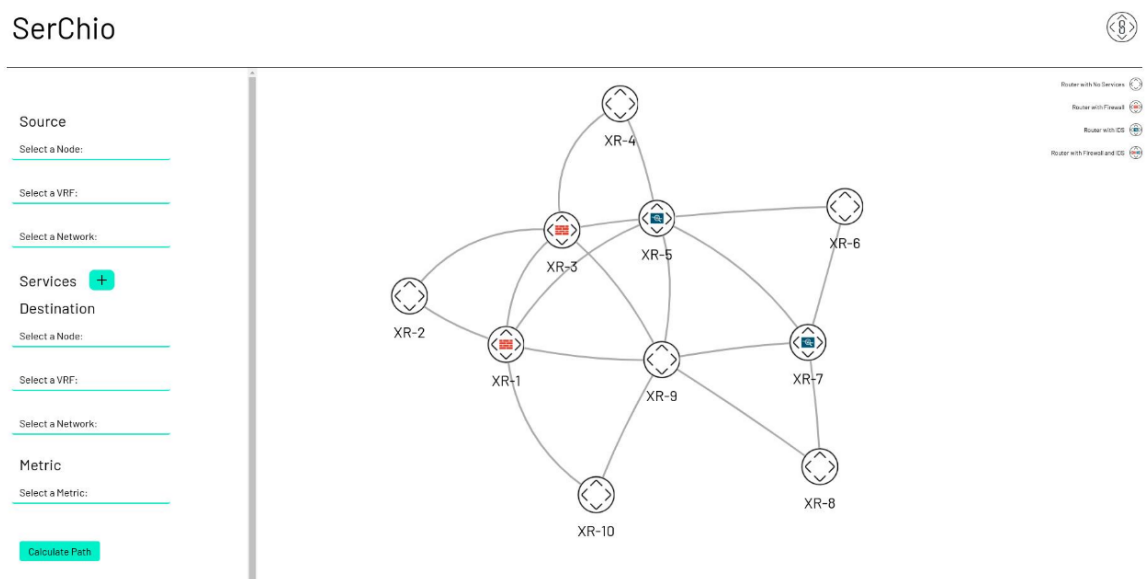 SerChio
Source
Select a Node:
Select a VRF:
Select a Network:
Services +
Destination
Select a Node:
Select a VRF:
Select a Network:
Metric
Select a Metric:
Calculate Path
XR-4
XR-3
XR-5
XR-6
XR-2
XR-1
XR-9
XR-7
XR-10
XR-8
Router with No Services
Router with Firewall
Router with IDS
Router with Firewall and IDS